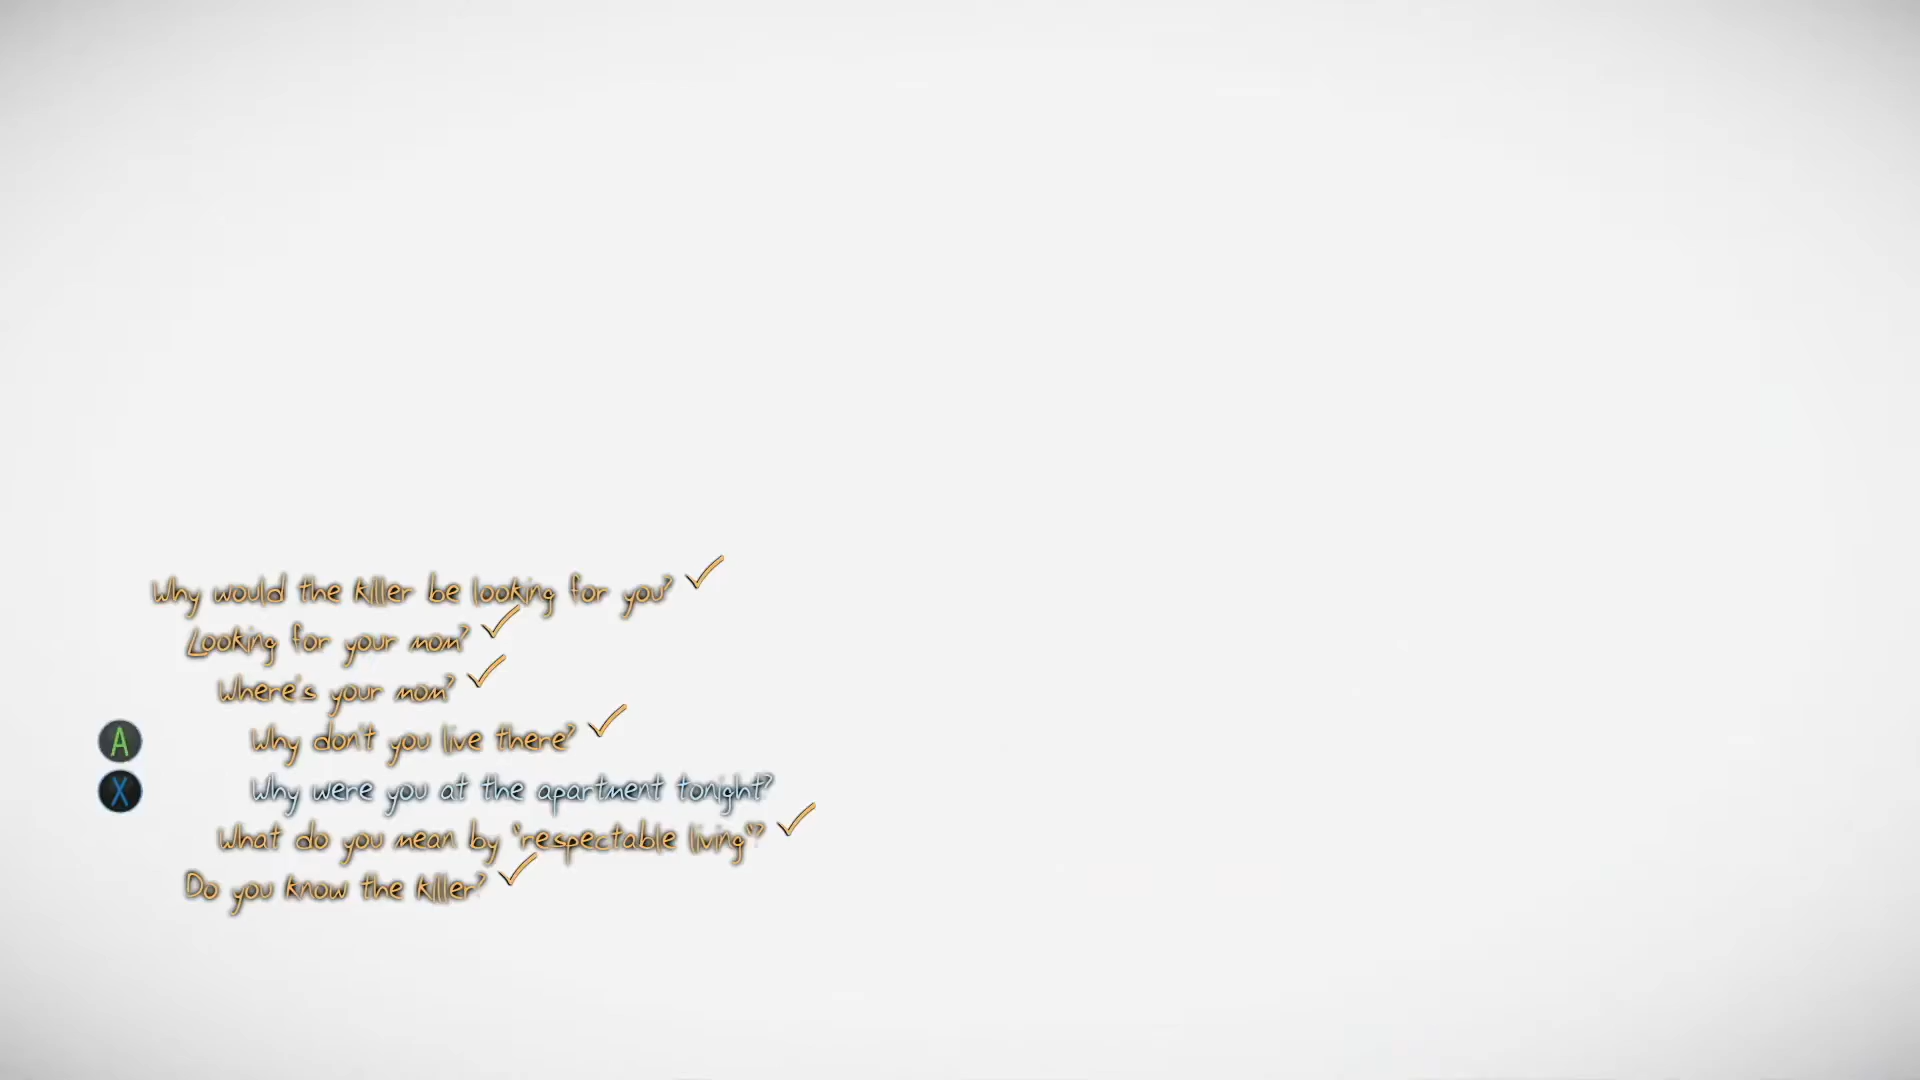 Why would the killer be looking for you?
Looking for your mom?
Where's your mom?
A Why don't you live there?
X Why were you at the apartment tonight?
What do you mean by "respectable living"?
Do you know the killer?